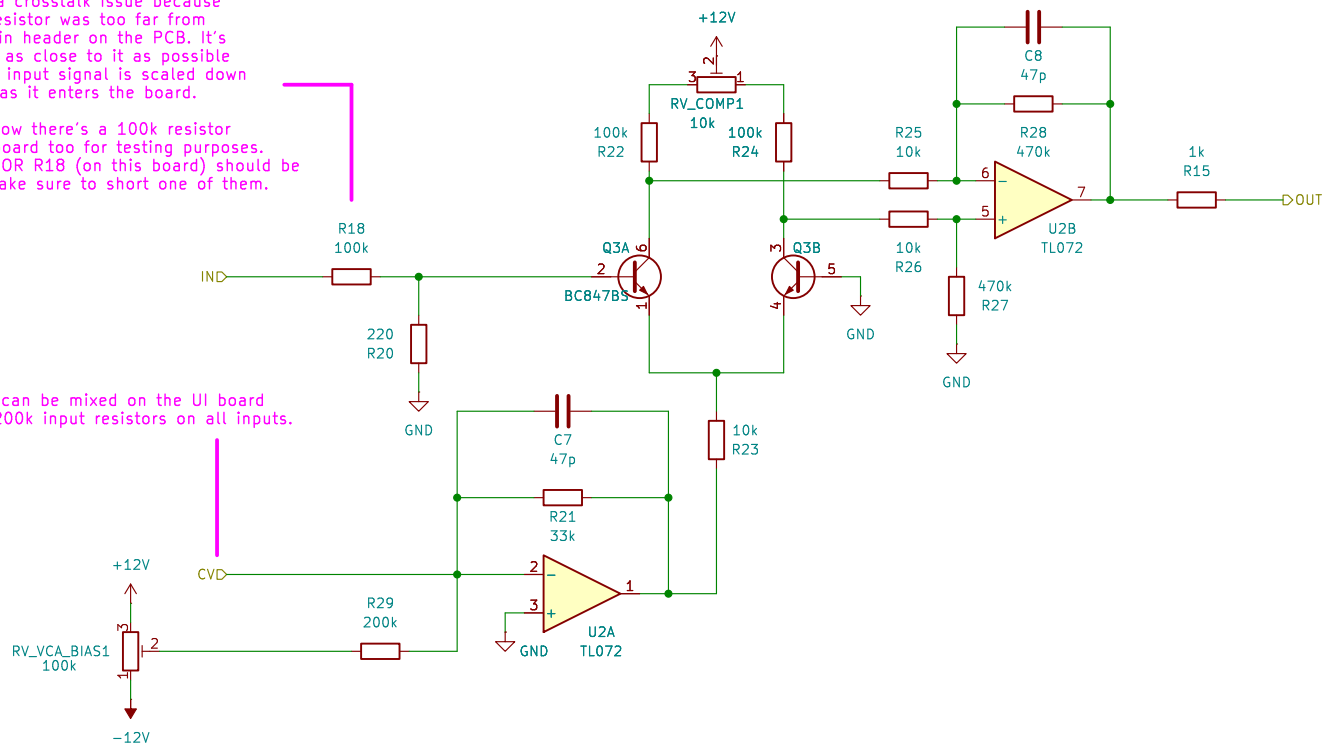 a crosstalk issue because
esistor was too far from
in header on the PCB. It's
as close to it as possible
input signal is scaled down
as it enters the board.
ow there's a 100k resistor
oard too for testing purposes.
OR R18 (on this board) should be
ake sure to short one of them.
+12V
2
3
1
RV_COMP1
10k
100k
R22
100k
R24
C8
47p
R25
10k
R28
470k
6
−
7
5
+
U2B
TL072
1k
R15
OUT
10k
R26
470k
R27
GND
R18
100k
IN
220
R20
GND
Q3A
6
2
BC847BS
1
3
Q3B
5
4
GND
10k
R23
can be mixed on the UI board
200k input resistors on all inputs.
C7
47p
R21
33k
CV
2
−
1
3
+
U2A
TL072
GND
+12V
3
2
RV_VCA_BIAS1
100k
1
-12V
R29
200k